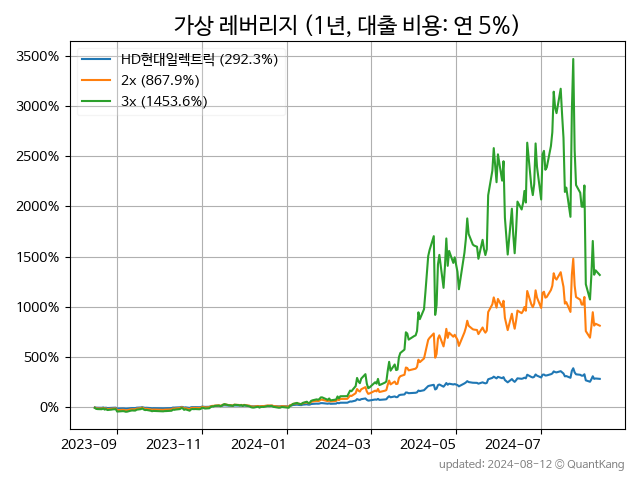 가상 레버리지 (1년, 대출 비용: 연 5%)
HD현대일렉트릭 (292.3%)
2x (867.9%)
3x (1453.6%)
3500%
3000%
2500%
2000%
1500%
1000%
500%
0%
2023-09 2023-11 2024-01 2024-03 2024-05 2024-07
updated: 2024-08-12 © QuantKang